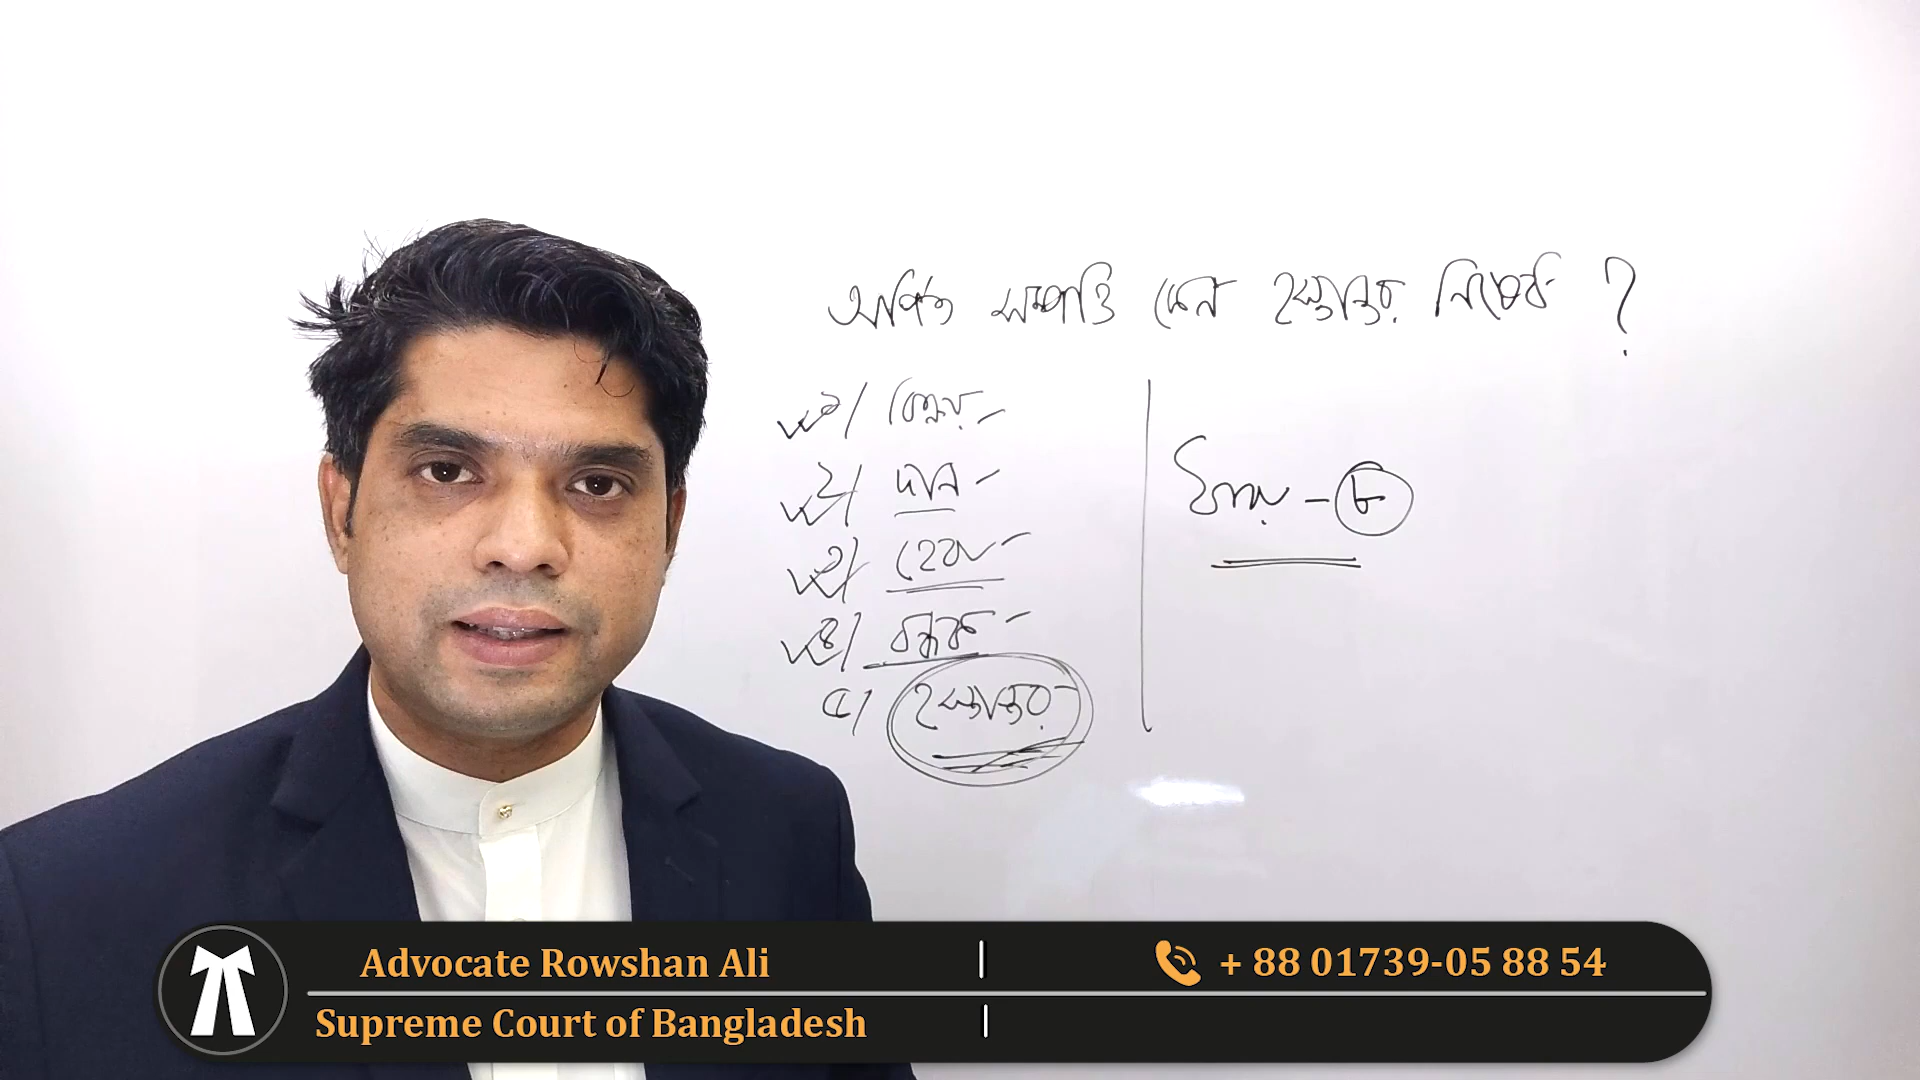 অর্পিত সম্পত্তি কেন হস্তান্তর নিষেধ ?
১/ বিক্রয়
২/ দান
৩/ হেবা
৪/ বন্ধক
৫/ হস্তান্তর
ধারা - ৬
Advocate Rowshan Ali | + 88 01739-05 88 54
Supreme Court of Bangladesh |